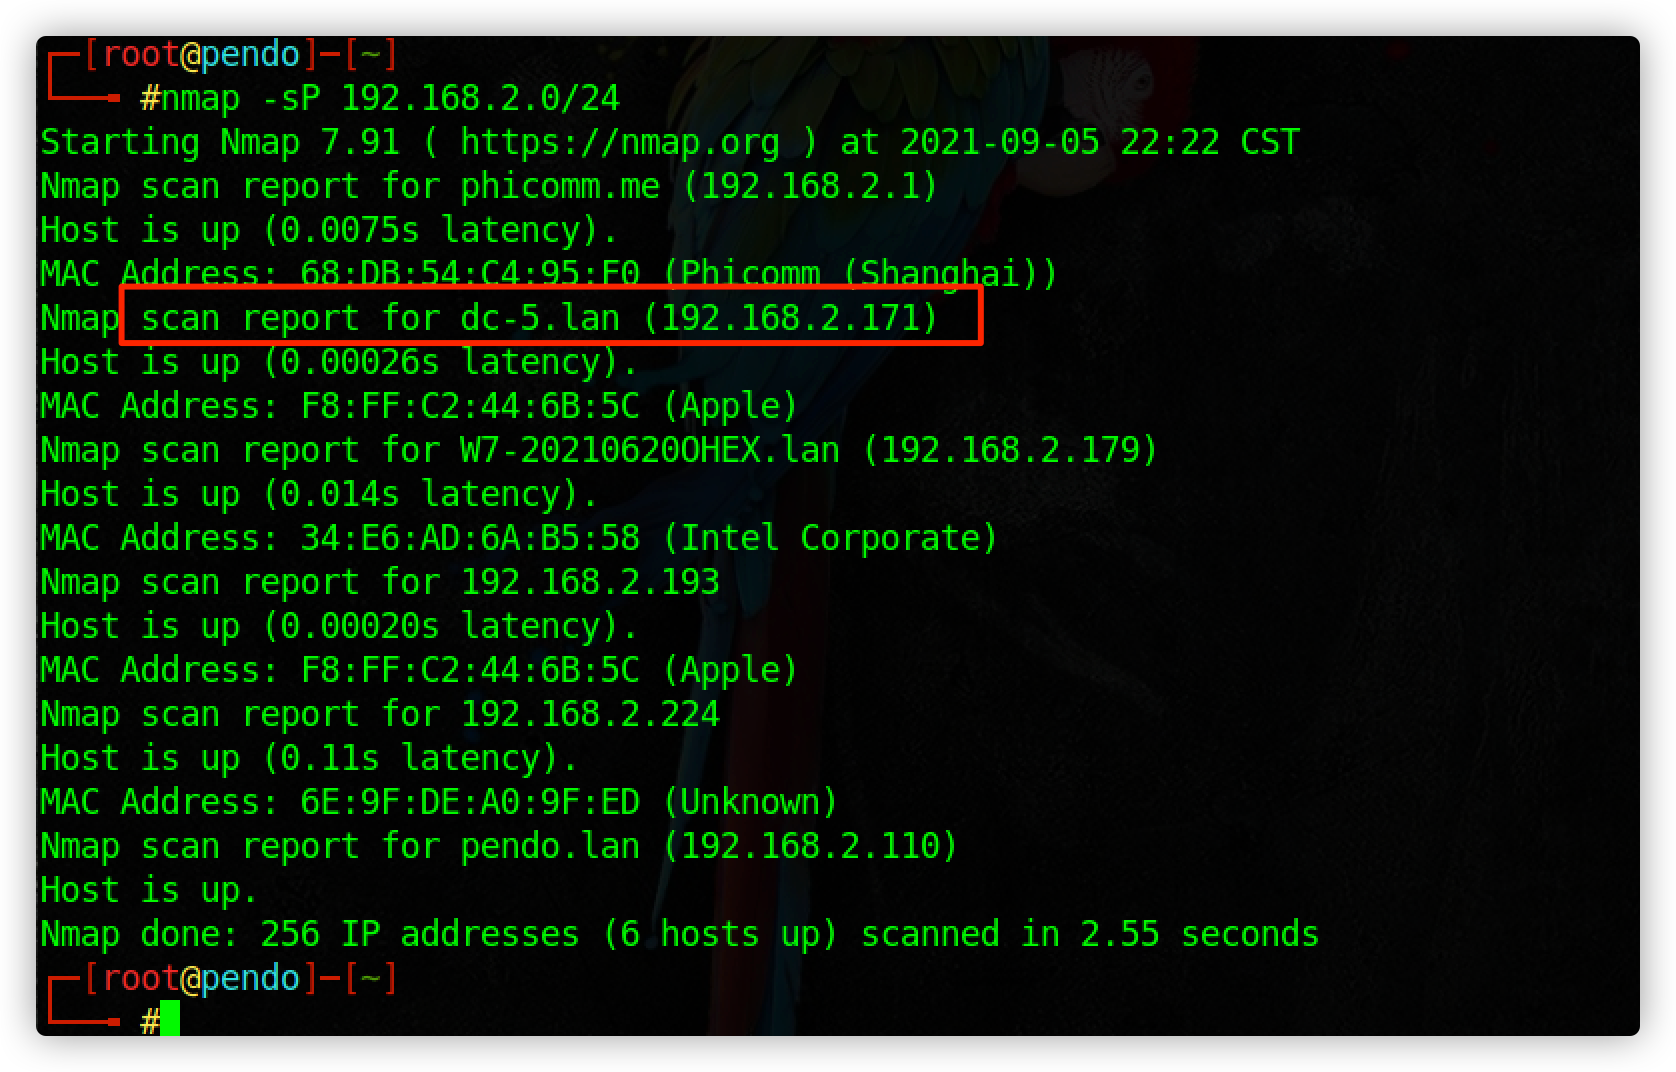 [root@pendo]─[~]
#nmap -sP 192.168.2.0/24
Starting Nmap 7.91 ( https://nmap.org ) at 2021-09-05 22:22 CST
Nmap scan report for phicomm.me (192.168.2.1)
Host is up (0.0075s latency).
MAC Address: 68:DB:54:C4:95:F0 (Phicomm (Shanghai))
Nmap scan report for dc-5.lan (192.168.2.171)
Host is up (0.00026s latency).
MAC Address: F8:FF:C2:44:6B:5C (Apple)
Nmap scan report for W7-20210620OHEX.lan (192.168.2.179)
Host is up (0.014s latency).
MAC Address: 34:E6:AD:6A:B5:58 (Intel Corporate)
Nmap scan report for 192.168.2.193
Host is up (0.00020s latency).
MAC Address: F8:FF:C2:44:6B:5C (Apple)
Nmap scan report for 192.168.2.224
Host is up (0.11s latency).
MAC Address: 6E:9F:DE:A0:9F:ED (Unknown)
Nmap scan report for pendo.lan (192.168.2.110)
Host is up.
Nmap done: 256 IP addresses (6 hosts up) scanned in 2.55 seconds
[root@pendo]─[~]
#